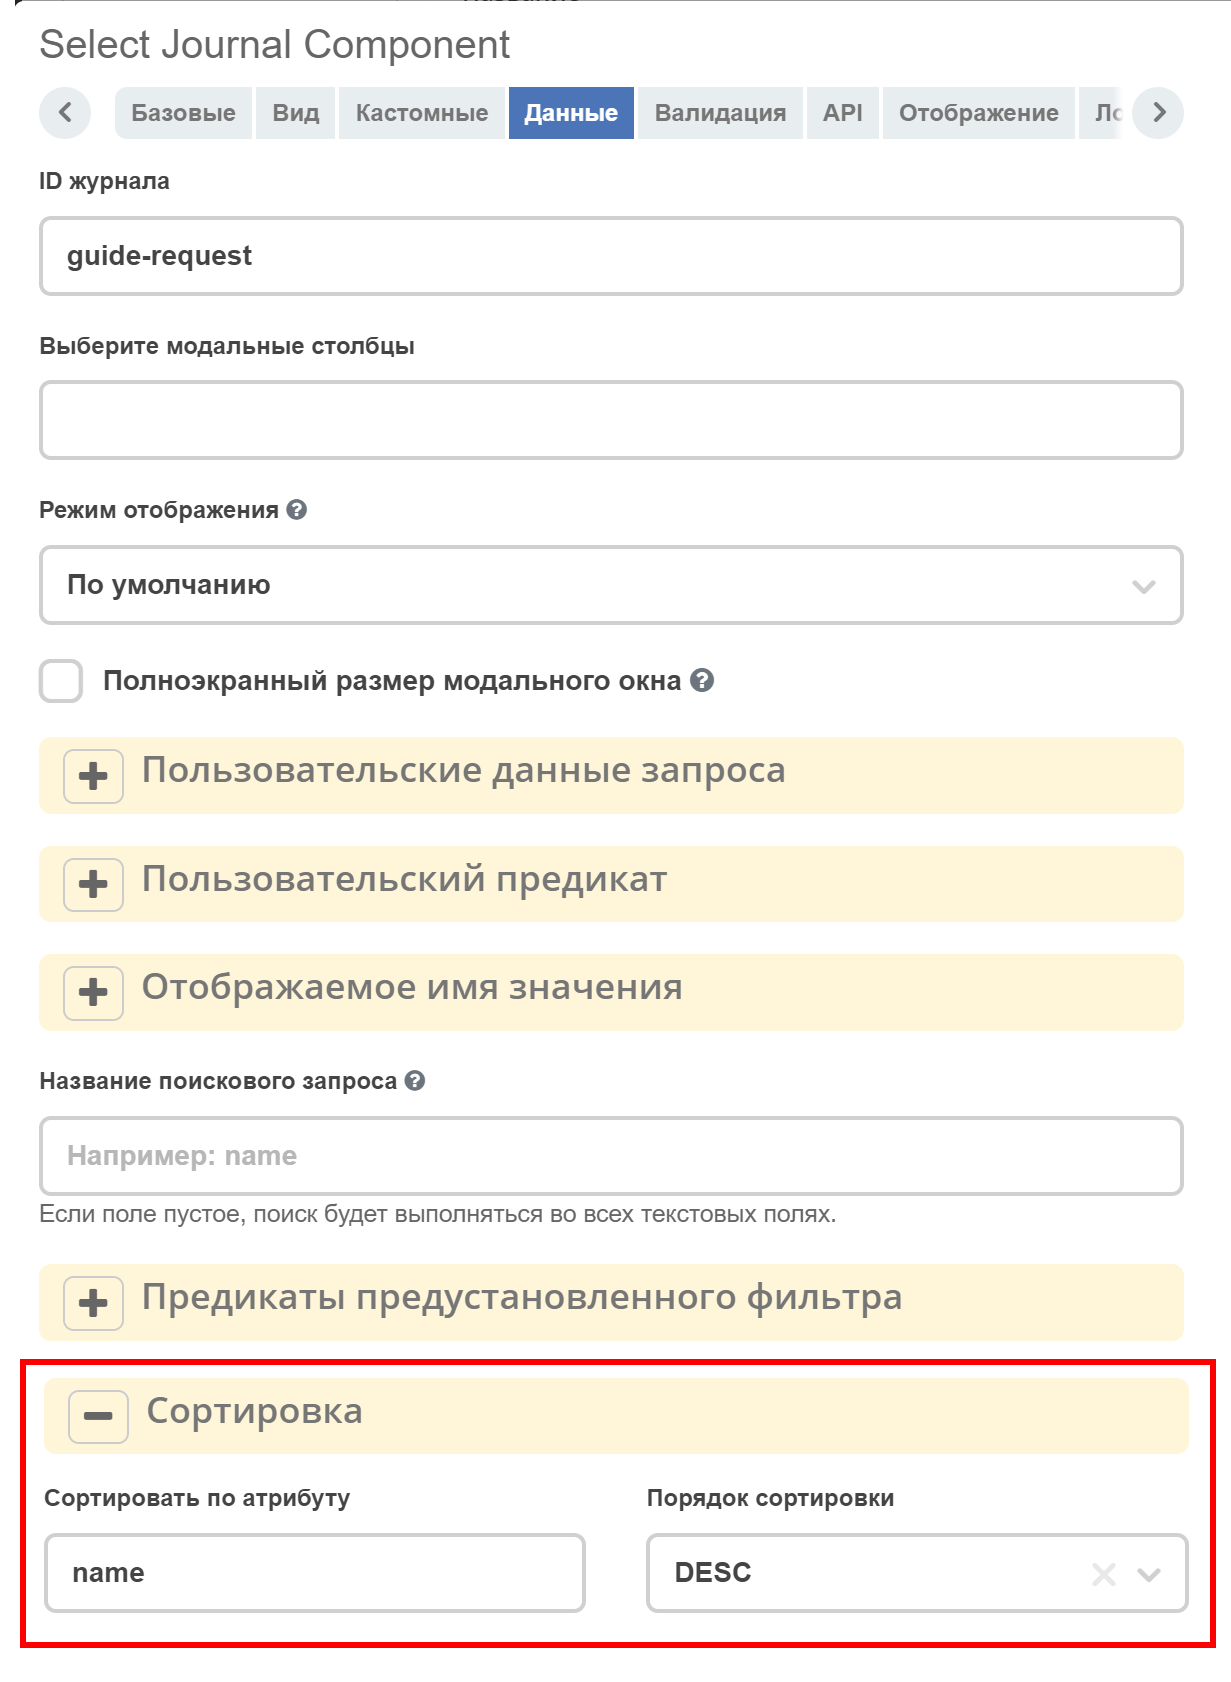 Select Journal Component
Базовые Вид Кастомные Данные Валидация API Отображение
ID журнала
guide-request
Выберите модальные столбцы
Режим отображения
По умолчанию
Полноэкранный размер модального окна
Пользовательские данные запроса
Пользовательский предикат
Отображаемое имя значения
Название поискового запроса
Например: name
Если поле пустое, поиск будет выполняться во всех текстовых полях.
Предикаты предустановленного фильтра
Сортировка
Сортировать по атрибуту Порядок сортировки
name DESC